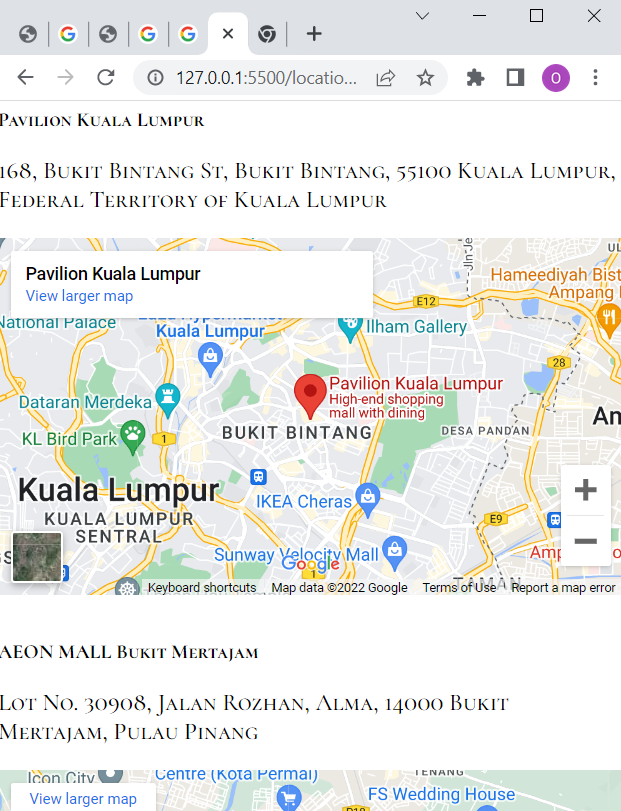 127.0.0.1:5500/locatio...
O
Pavilion Kuala Lumpur
168, Bukit Bintang St, Bukit Bintang, 55100 Kuala Lumpur,
Federal Territory of Kuala Lumpur
Pavilion Kuala Lumpur
View larger map
Hameediyah Bist
Ampang
E12
National Palace
Kuala Lumpur
Ilham Gallery
28
Pavilion Kuala Lumpur
High-end shopping
mall with dining
Dataran Merdeka
KL Bird Park
1
BUKIT BINTANG
DESA PANDAN
Am
Kuala Lumpur
KUALA LUMPUR
SENTRAL
IKEA Cheras
E9
Sunway Velocity Mall
Google
1
TAMAN
Keyboard shortcuts
Map data ©2022 Google
Terms of Use
Report a map error
AEON MALL Bukit Mertajam
Lot No. 30908, Jalan Rozhan, Alma, 14000 Bukit
Mertajam, Pulau Pinang
Icon City
Centre (Kota Permai)
TENANG
View larger map
FS Wedding House